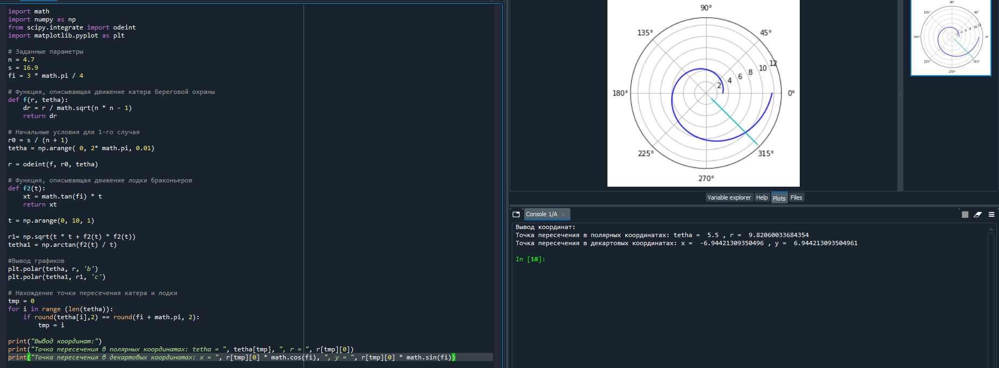 import math
import numpy as np
from scipy.integrate import odeint
import matplotlib.pyplot as plt
# Заданные параметры
n = 4.7
s = 16.9
fi = 3 * math.pi / 4
# Функция, описывающая движение катера береговой охраны
def f(r, tetha):
    dr = r / math.sqrt(n * n - 1)
    return dr
# Начальные условия для 1-го случая
r0 = s / (n + 1)
tetha = np.arange( 0, 2* math.pi, 0.01)
r = odeint(f, r0, tetha)
# Функция, описывающая движение лодки браконьеров
def f2(t):
    xt = math.tan(fi) * t
    return xt
t = np.arange(0, 10, 1)
r1= np.sqrt(t * t + f2(t) * f2(t))
tetha1 = np.arctan(f2(t) / t)
#Вывод графиков
plt.polar(tetha, r, 'b')
plt.polar(tetha1, r1, 'c')
# Нахождение точки пересечения катера и лодки
tmp = 0
for i in range (len(tetha)):
    if round(tetha[i],2) == round(fi + math.pi, 2):
        tmp = i
print("Вывод координат:")
print("Точка пересечения в полярных координатах: tetha = ", tetha[tmp], ", r = ", r[tmp][0])
print("Точка пересечения в декартовых координатах: x = ", r[tmp][0] * math.cos(fi), ", y = ", r[tmp][0] * math.sin(fi))
90°
135° 45°
12
10
8
6
4
2
180° 0°
225° 315°
270°
90°
135° 45°
12
10
8
6
4
2
180° 0°
225° 315°
270°
Variable explorer Help Plots Files
Console 1/A
Вывод координат:
Точка пересечения в полярных координатах: tetha =  5.5 , r =  9.82060033684354
Точка пересечения в декартовых координатах: x =  -6.94421309350496 , y =  6.944213093504961
In [18]: